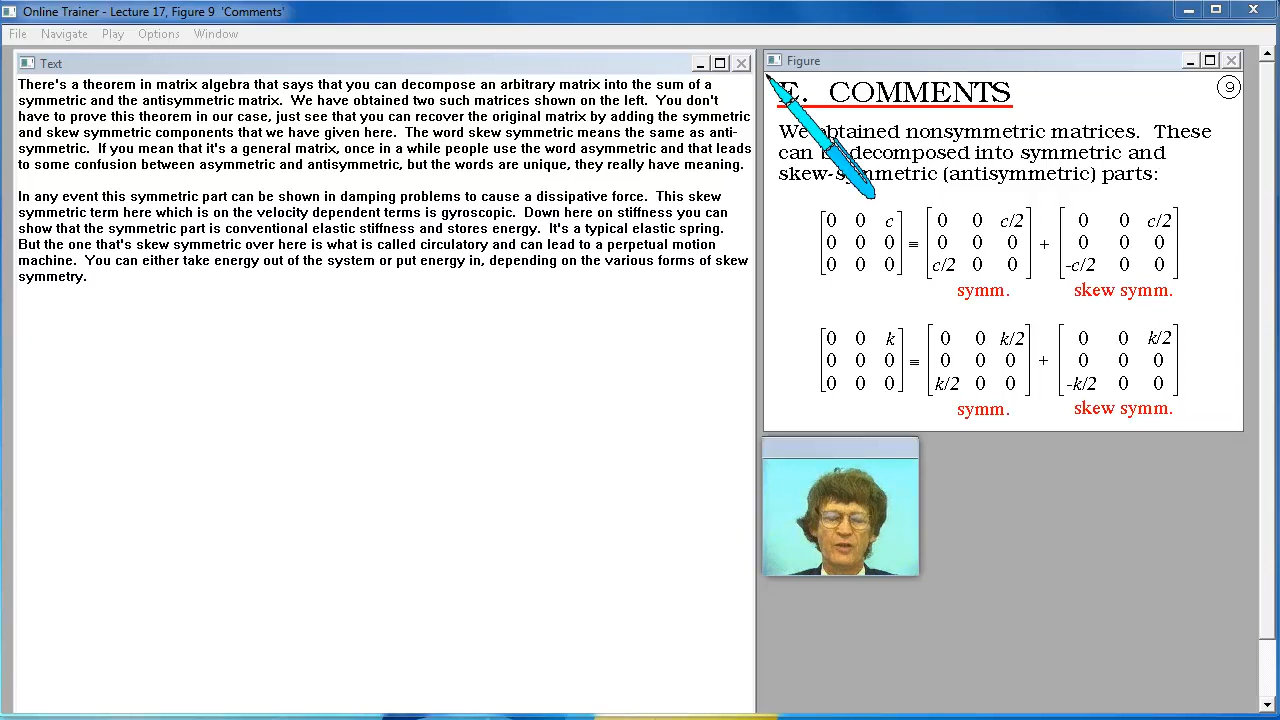 Online Trainer - Lecture 17, Figure 9 'Comments'
File Navigate Play Options Window
Text
There's a theorem in matrix algebra that says that you can decompose an arbitrary matrix into the sum of a
symmetric and the antisymmetric matrix. We have obtained two such matrices shown on the left. You don't
have to prove this theorem in our case, just see that you can recover the original matrix by adding the symmetric
and skew symmetric components that we have given here. The word skew symmetric means the same as anti-
symmetric. If you mean that it's a general matrix, once in a while people use the word asymmetric and that leads
to some confusion between asymmetric and antisymmetric, but the words are unique, they really have meaning.
In any event this symmetric part can be shown in damping problems to cause a dissipative force. This skew
symmetric term here which is on the velocity dependent terms is gyroscopic. Down here on stiffness you can
show that the symmetric part is conventional elastic stiffness and stores energy. It's a typical elastic spring.
But the one that's skew symmetric over here is what is called circulatory and can lead to a perpetual motion
machine. You can either take energy out of the system or put energy in, depending on the various forms of skew
symmetry.
Figure
E. COMMENTS 9
We obtained nonsymmetric matrices. These
can be decomposed into symmetric and
skew-symmetric (antisymmetric) parts:
0 0 c 0 0 c/2 0 0 c/2
0 0 0 = 0 0 0 + 0 0 0
0 0 0 c/2 0 0 -c/2 0 0
symm. skew symm.
0 0 k 0 0 k/2 0 0 k/2
0 0 0 = 0 0 0 + 0 0 0
0 0 0 k/2 0 0 -k/2 0 0
symm. skew symm.